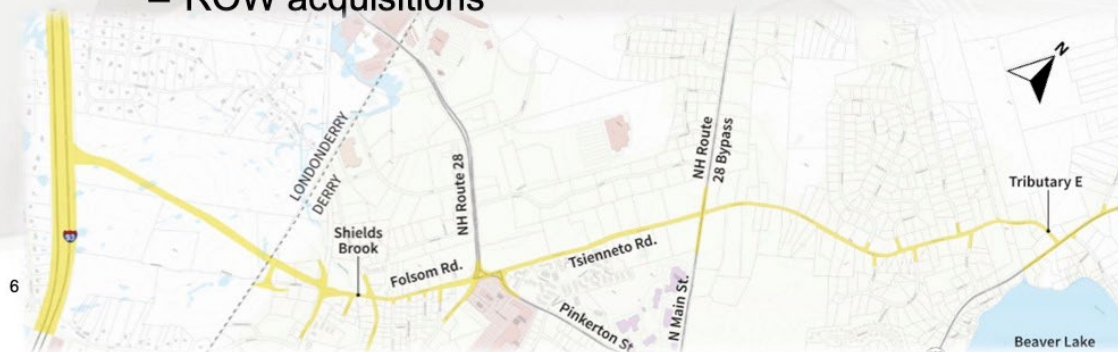 – ROW acquisitions
N
NH Route
28 Bypass
LONDONDERRY
DERRY
NH Route 28
Tributary E
Shields
Brook
93
Folsom Rd.
Tsienneto Rd.
6
Pinkerton St
N Main St.
Beaver Lake